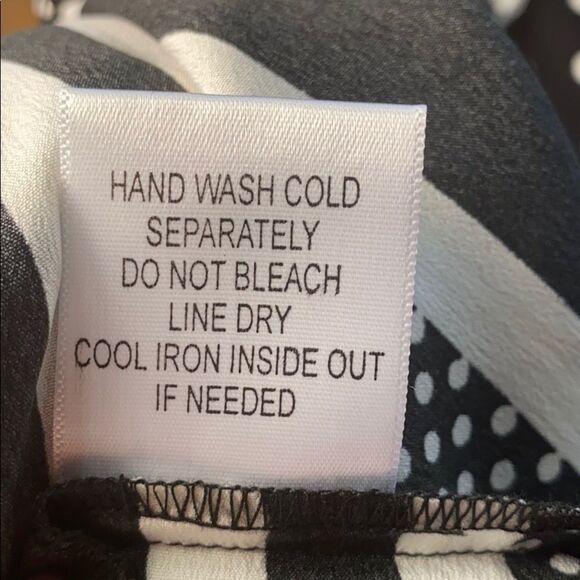 HAND WASH COLD
SEPARATELY
DO NOT BLEACH
LINE DRY
COOL IRON INSIDE OUT
IF NEEDED